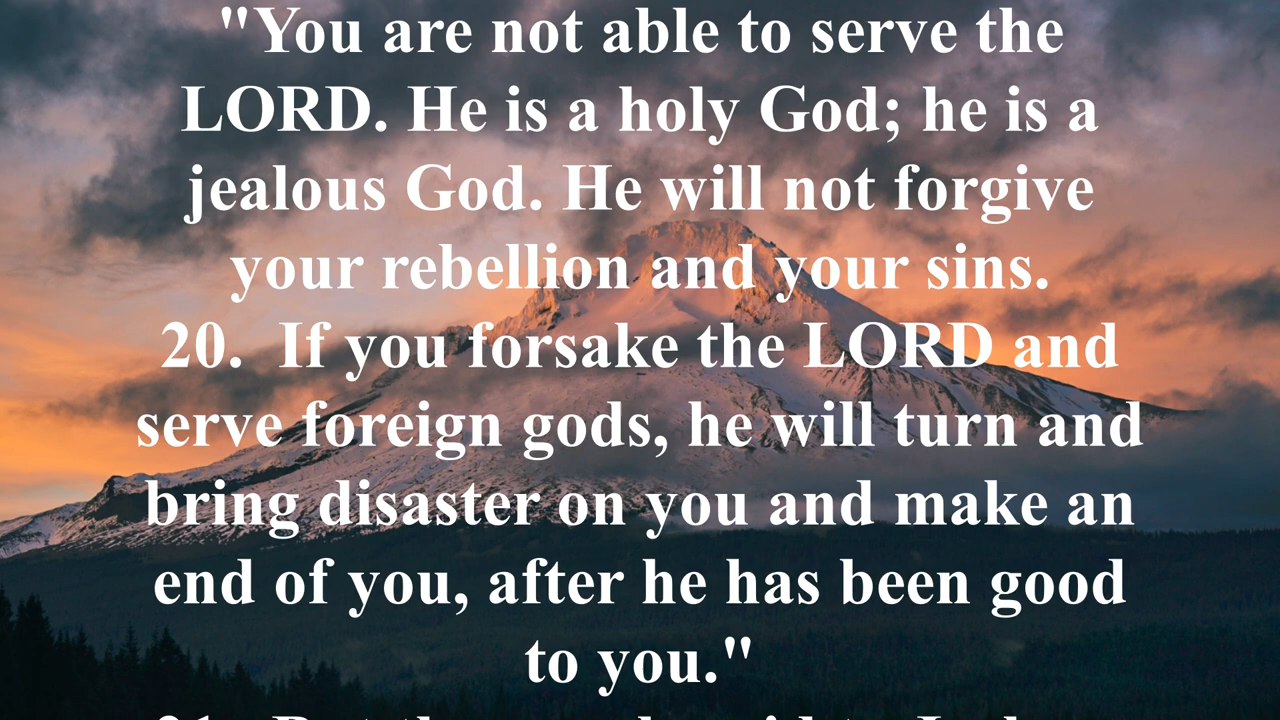 "You are not able to serve the
LORD. He is a holy God; he is a
jealous God. He will not forgive
your rebellion and your sins.
20. If you forsake the LORD and
serve foreign gods, he will turn and
bring disaster on you and make an
end of you, after he has been good
to you."